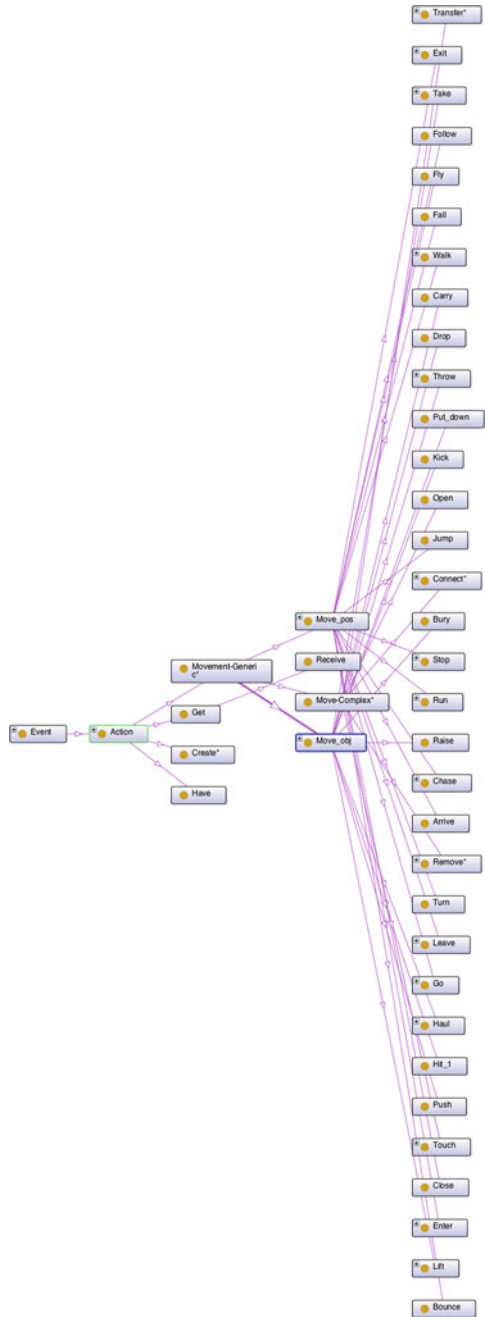 Transfer*
Exit
Take
Follow
Fly
Fall
Walk
Carry
Drop
Throw
Put_down
Kick
Open
Jump
Connect*
Bury
Stop
Run
Raise
Chase
Arrive
Remove*
Turn
Leave
Go
Haul
Hit_1
Push
Touch
Close
Enter
Lift
Bounce
Move_pos
Receive
Move-Complex*
Move_obj
Movement-Generi
c*
Get
Create*
Have
Event
Action